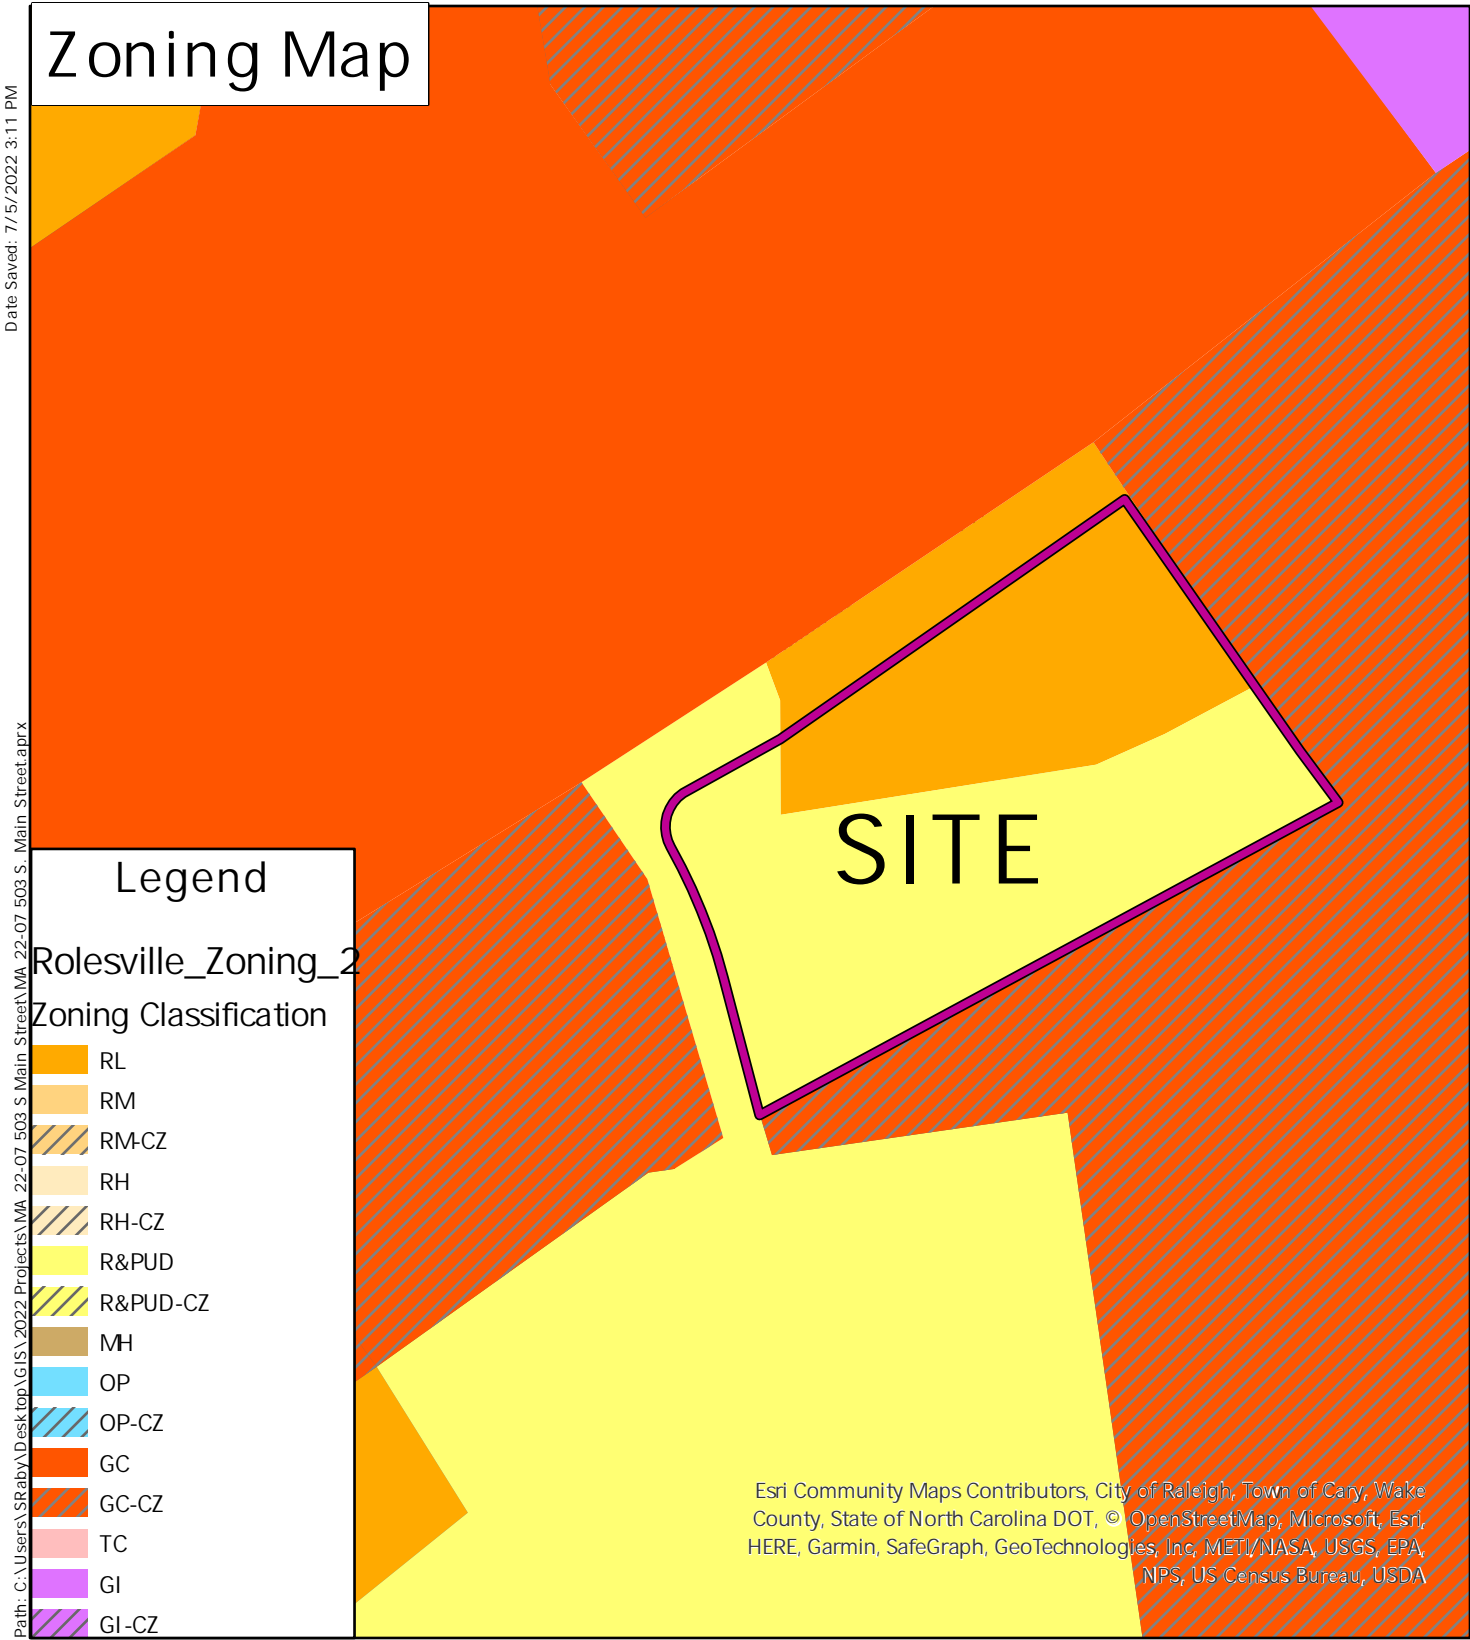 Zoning Map
Date Saved: 7/5/2022 3:11 PM
Path: C:\Users\SRaby\Desktop\GIS\2022 Projects\MA 22-07 503 S Main Street\MA 22-07 503 S. Main Street.aprx
SITE
Legend
Rolesville_Zoning_2
Zoning Classification
RL
RM
RM-CZ
RH
RH-CZ
R&PUD
R&PUD-CZ
MH
OP
OP-CZ
GC
GC-CZ
TC
GI
GI-CZ
Esri Community Maps Contributors, City of Raleigh, Town of Cary, Wake
County, State of North Carolina DOT, © OpenStreetMap, Microsoft, Esri,
HERE, Garmin, SafeGraph, GeoTechnologies, Inc, METI/NASA, USGS, EPA,
NPS, US Census Bureau, USDA